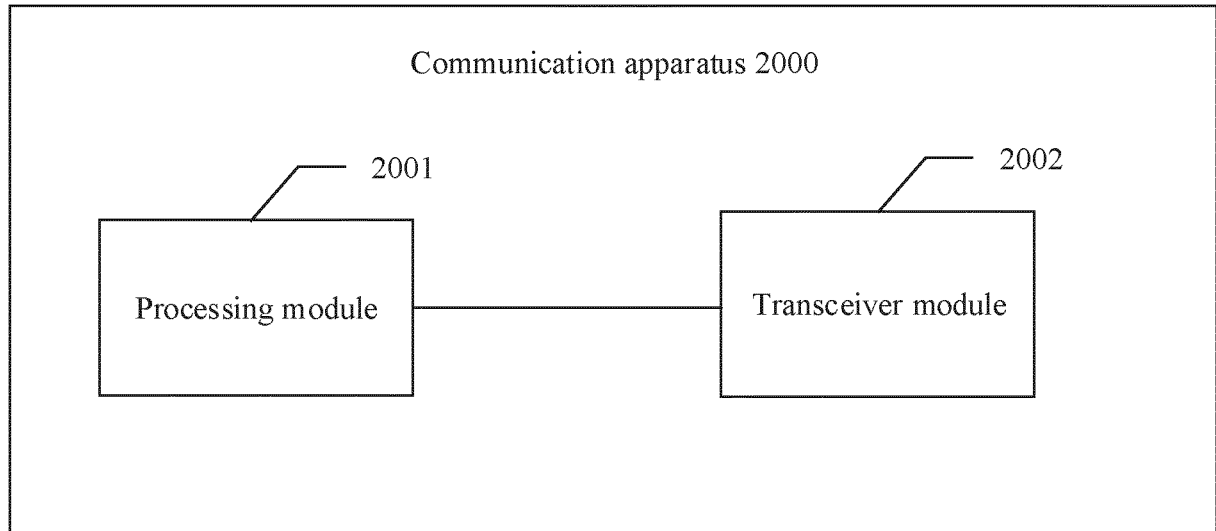 Communication apparatus 2000
2001
2002
Processing module
Transceiver module